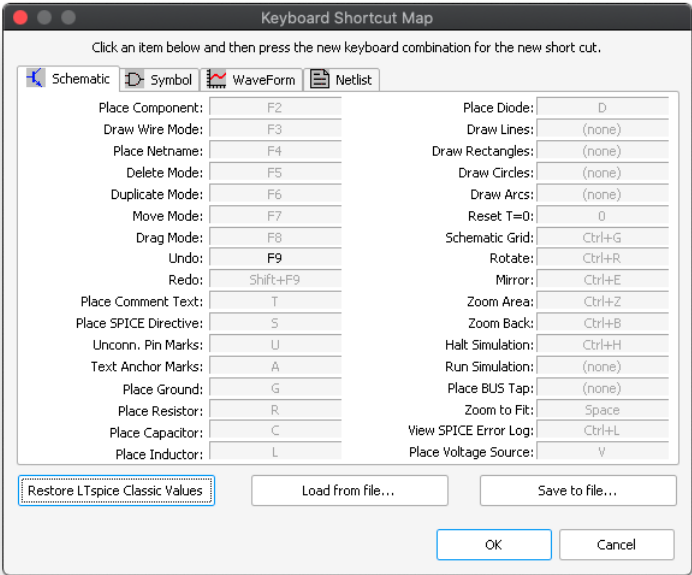 Keyboard Shortcut Map
Click an item below and then press the new keyboard combination for the new short cut.
Schematic Symbol WaveForm Netlist
Place Component: F2
Draw Wire Mode: F3
Place Netname: F4
Delete Mode: F5
Duplicate Mode: F6
Move Mode: F7
Drag Mode: F8
Undo: F9
Redo: Shift+F9
Place Comment Text: T
Place SPICE Directive: S
Unconn. Pin Marks: U
Text Anchor Marks: A
Place Ground: G
Place Resistor: R
Place Capacitor: C
Place Inductor: L
Place Diode: D
Draw Lines: (none)
Draw Rectangles: (none)
Draw Circles: (none)
Draw Arcs: (none)
Reset T=0: 0
Schematic Grid: Ctrl+G
Rotate: Ctrl+R
Mirror: Ctrl+E
Zoom Area: Ctrl+Z
Zoom Back: Ctrl+B
Halt Simulation: Ctrl+H
Run Simulation: (none)
Place BUS Tap: (none)
Zoom to Fit: Space
View SPICE Error Log: Ctrl+L
Place Voltage Source: V
Restore LTspice Classic Values Load from file... Save to file...
OK Cancel